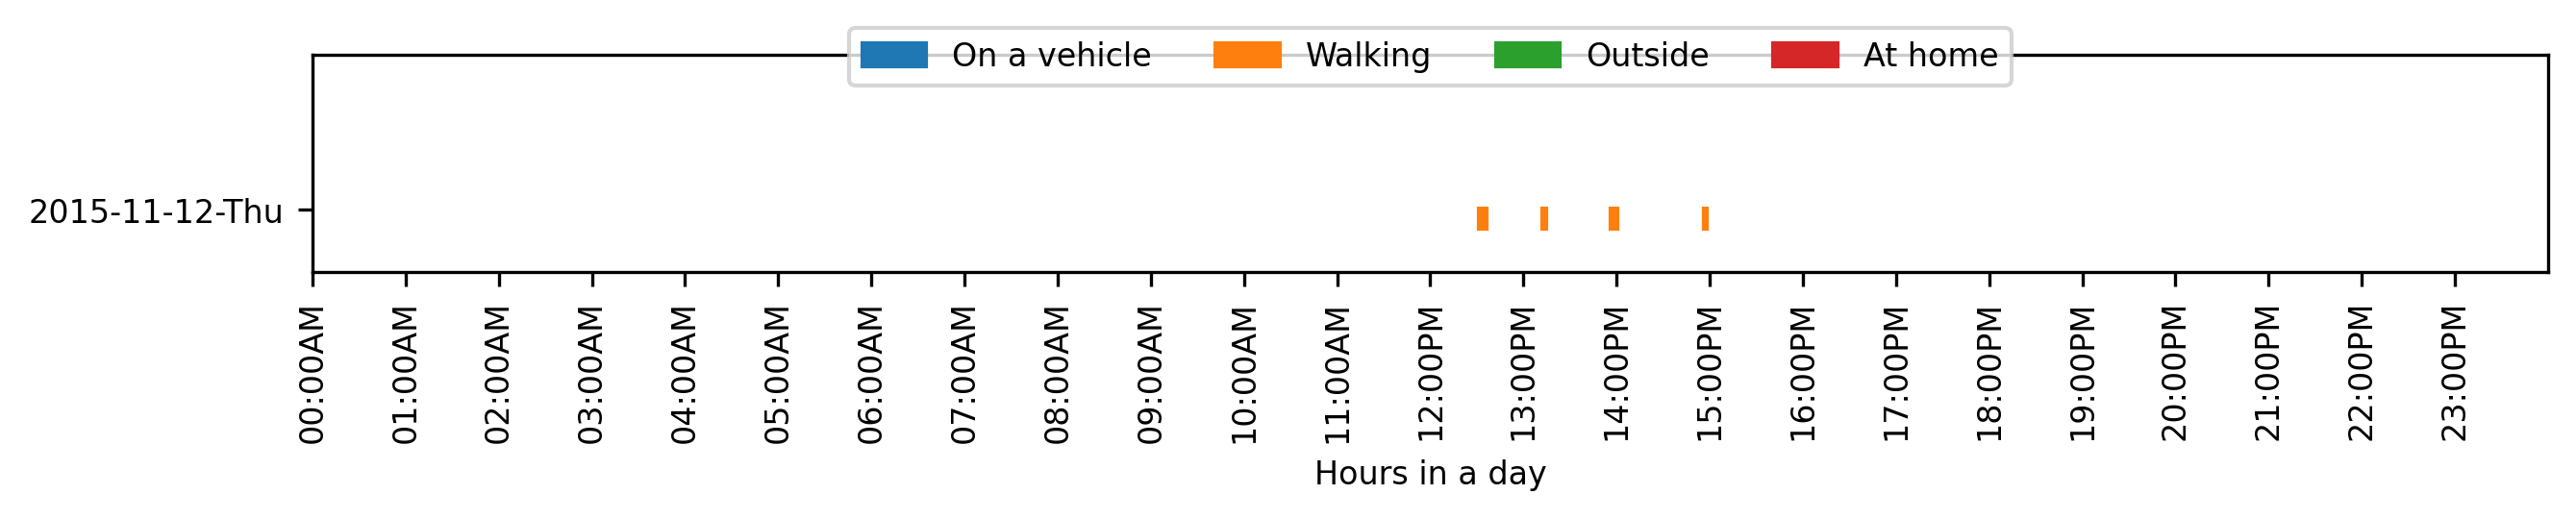 On a vehicle Walking Outside At home
2015-11-12-Thu
00:00AM
01:00AM
02:00AM
03:00AM
04:00AM
05:00AM
06:00AM
07:00AM
08:00AM
09:00AM
10:00AM
11:00AM
12:00PM
13:00PM
14:00PM
15:00PM
16:00PM
17:00PM
18:00PM
19:00PM
20:00PM
21:00PM
22:00PM
23:00PM
Hours in a day